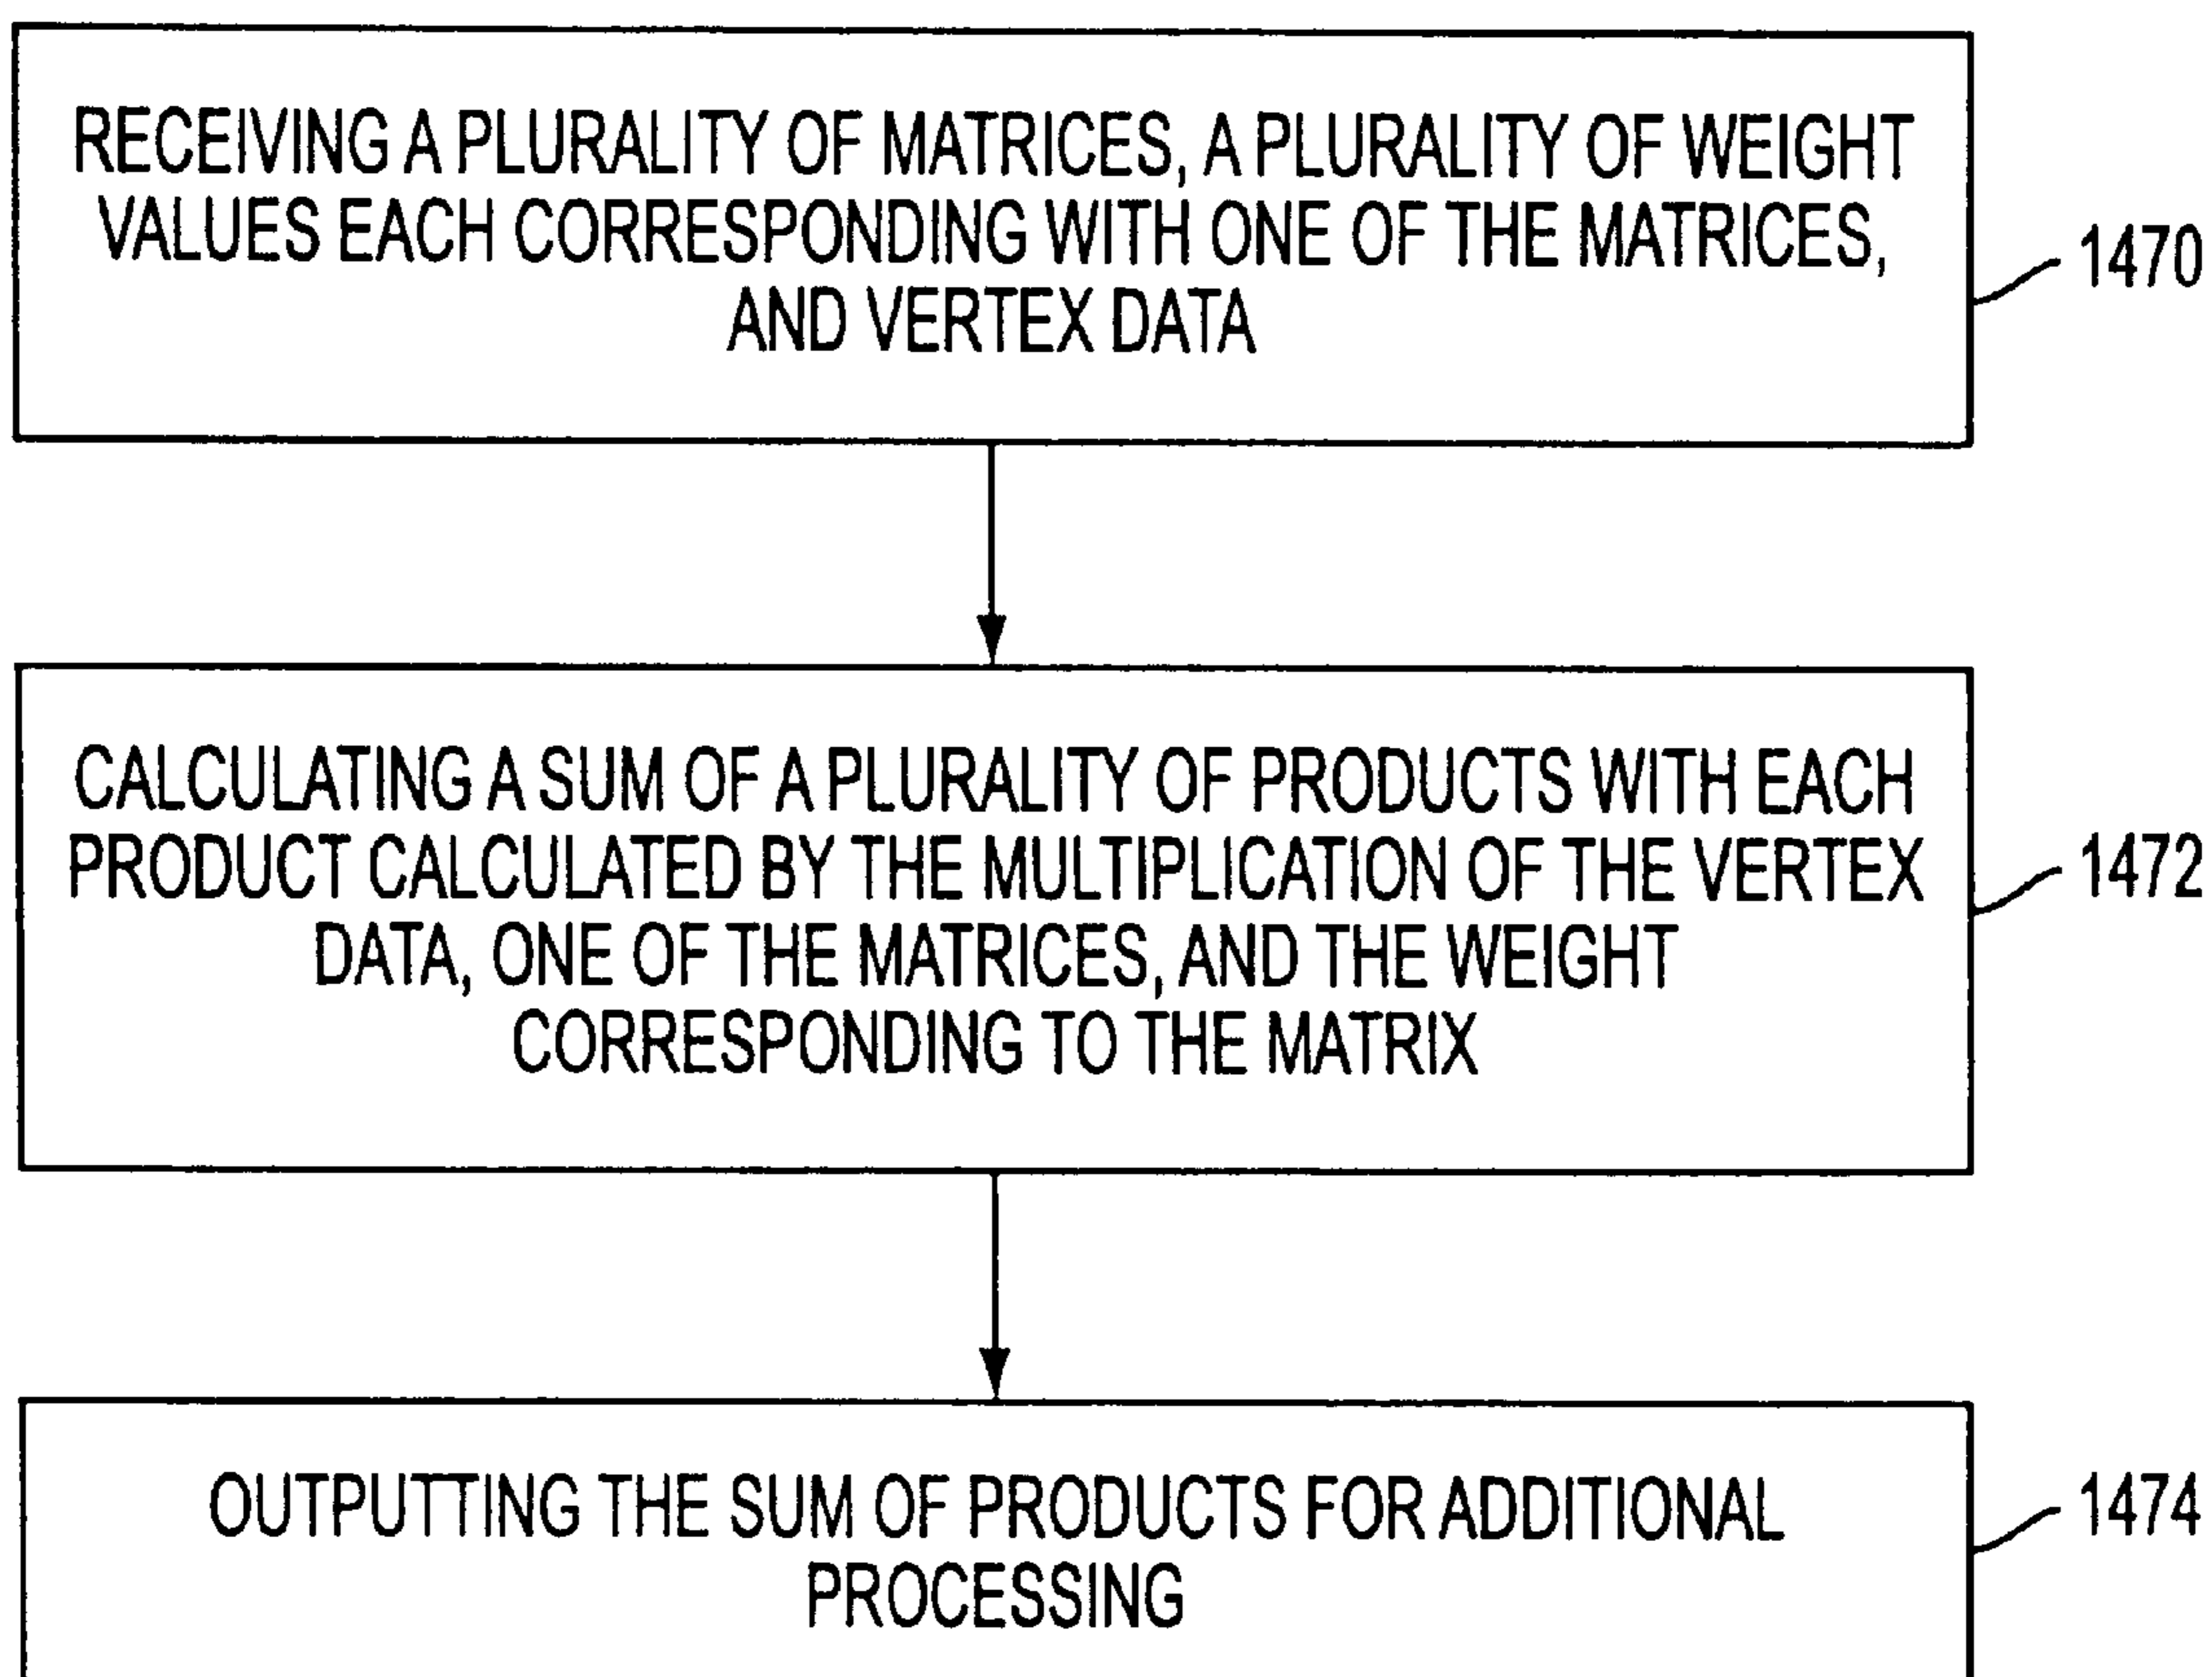 RECEIVING A PLURALITY OF MATRICES, A PLURALITY OF WEIGHT
VALUES EACH CORRESPONDING WITH ONE OF THE MATRICES,
AND VERTEX DATA
1470
CALCULATING A SUM OF A PLURALITY OF PRODUCTS WITH EACH
PRODUCT CALCULATED BY THE MULTIPLICATION OF THE VERTEX
DATA, ONE OF THE MATRICES, AND THE WEIGHT
CORRESPONDING TO THE MATRIX
1472
OUTPUTTING THE SUM OF PRODUCTS FOR ADDITIONAL
PROCESSING
1474